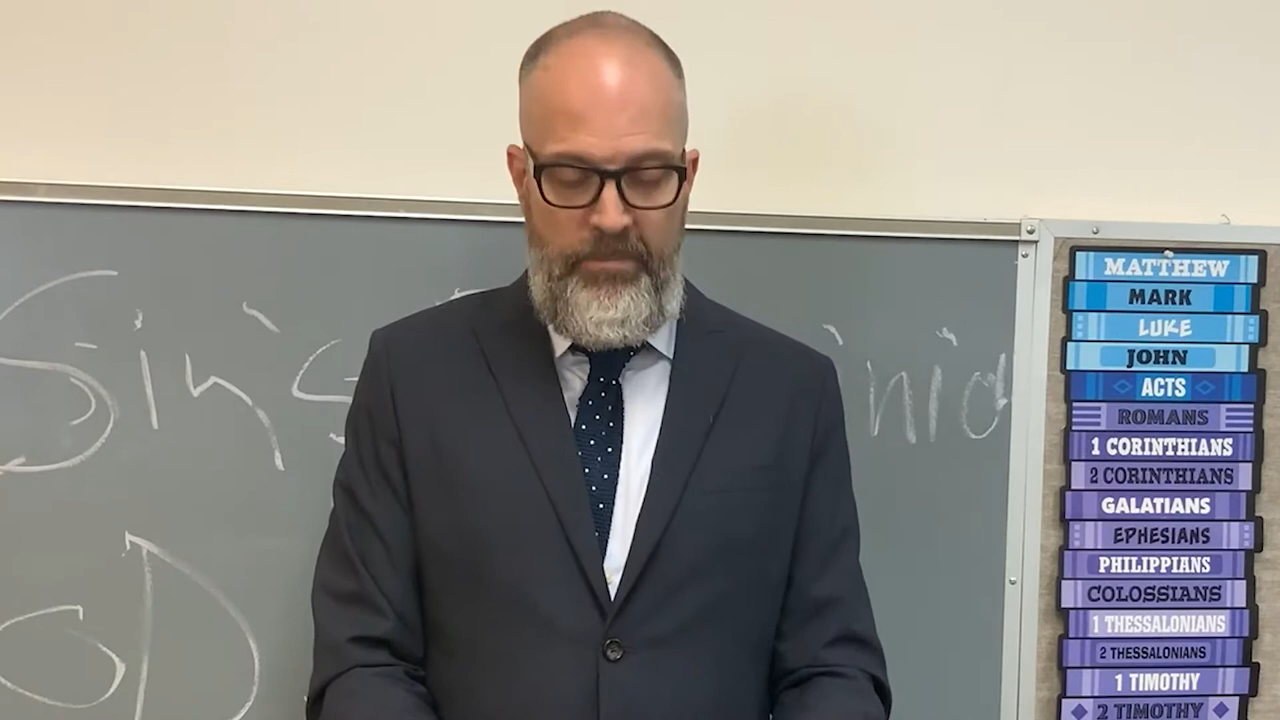 MATTHEW
MARK
LUKE
JOHN
ACTS
ROMANS
1 CORINTHIANS
2 CORINTHIANS
GALATIANS
EPHESIANS
PHILIPPIANS
COLOSSIANS
1 THESSALONIANS
2 THESSALONIANS
1 TIMOTHY
2 TIMOTHY